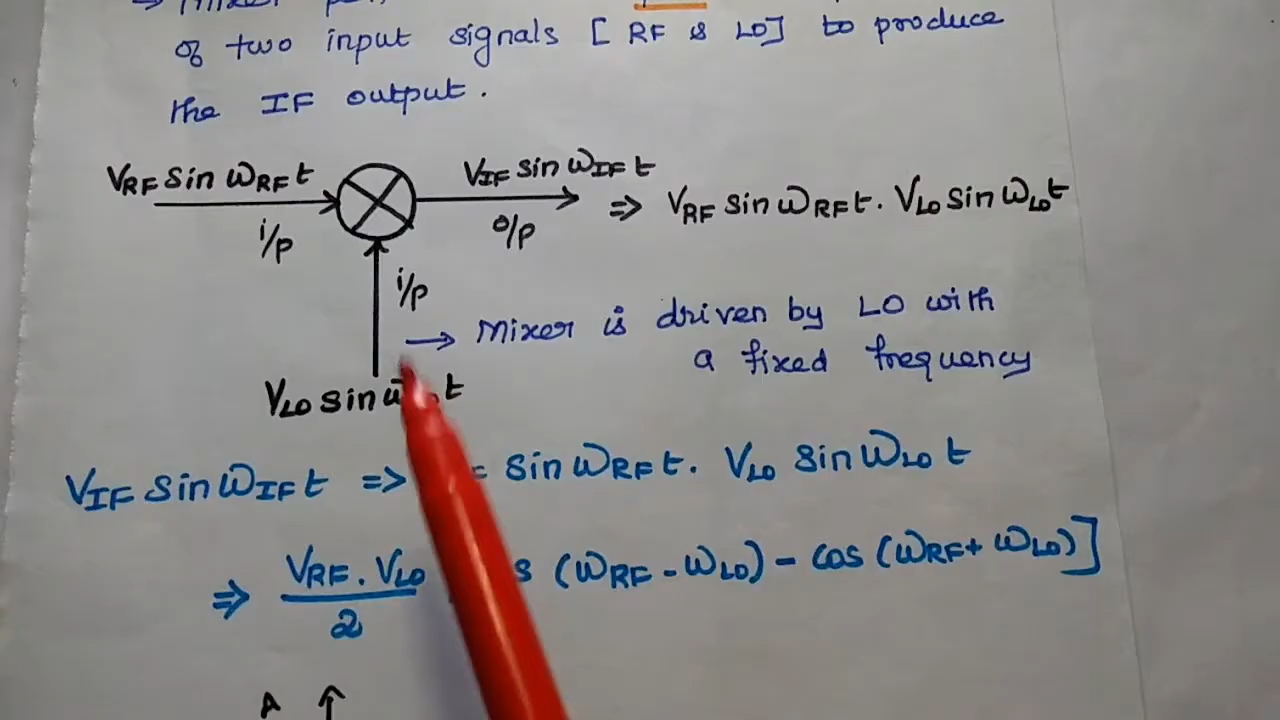 → Mixer
of two input signals [RF & LO] to produce
the IF output.
VRF sin ωRF t
VIF sin ωIF t
⇒ VRF sin ωRF t . VLO sin ωLO t
i/p
o/p
i/p
→ Mixer is driven by LO with
a fixed frequency
VLO sin t
VIF sin ωIF t ⇒ sin ωRF t . VLO sin ωLO t
⇒ VRF . VLO / 2 (ωRF - ωLO) - cos (ωRF + ωLO)]
A ↑